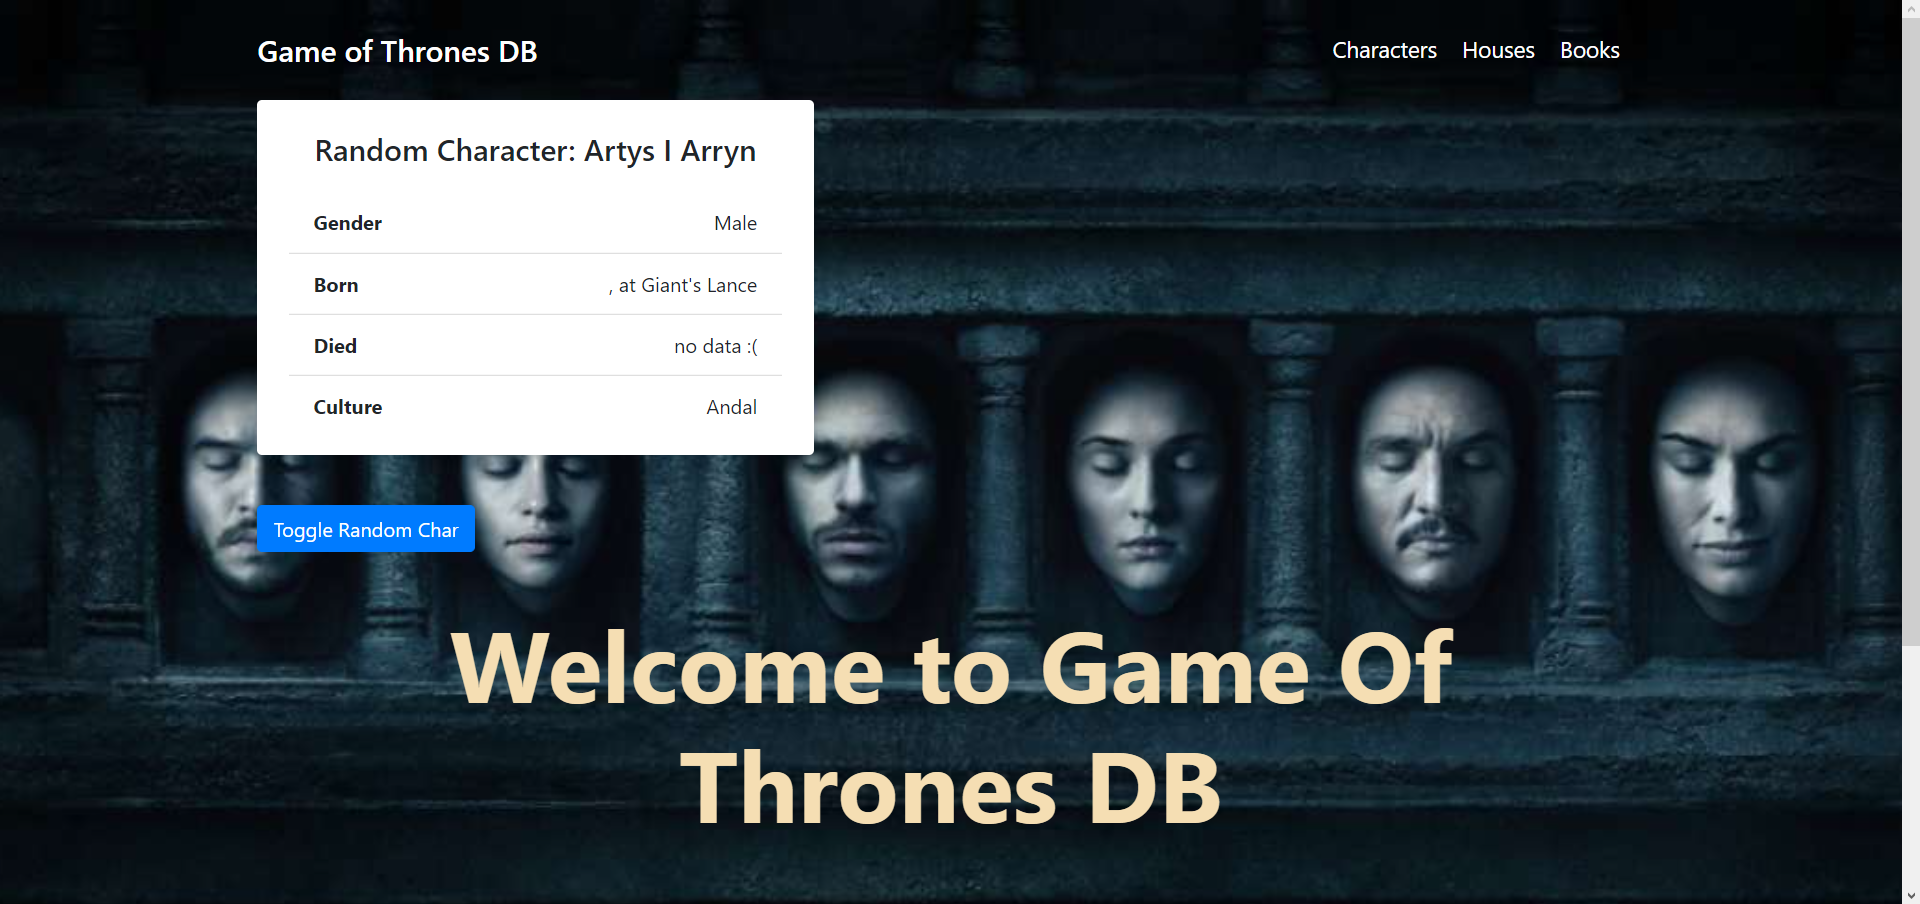 Game of Thrones DB
Characters Houses Books
Random Character: Artys I Arryn
Gender Male
Born , at Giant's Lance
Died no data :(
Culture Andal
Toggle Random Char
Welcome to Game Of
Thrones DB